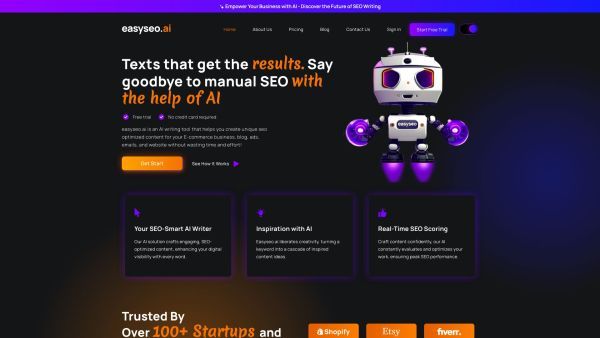 Empower Your Business with AI - Discover the Future of SEO Writing
easyseo.ai
Home About Us Pricing Blog Contact Us Sign in Start Free Trial
Texts that get the results. Say
goodbye to manual SEO with
the help of AI
Free trial No credit card required
easyseo.ai is an AI writing tool that helps you create unique seo
optimized content for your E-commerce business, blog, ads,
emails, and website without wasting time and effort!
Get Start See How it Works
easyseo
Your SEO-Smart AI Writer
Our AI solution crafts engaging, SEO-
optimized content, enhancing your digital
visibility with every word.
Inspiration with AI
Easyseo.ai liberates creativity, turning a
keyword into a cascade of inspired
content ideas.
Real-Time SEO Scoring
Craft content confidently, our AI
constantly evaluates and optimizes your
work, ensuring peak SEO performance.
Trusted By
Over 100+ Startups and
Shopify Etsy fiverr.